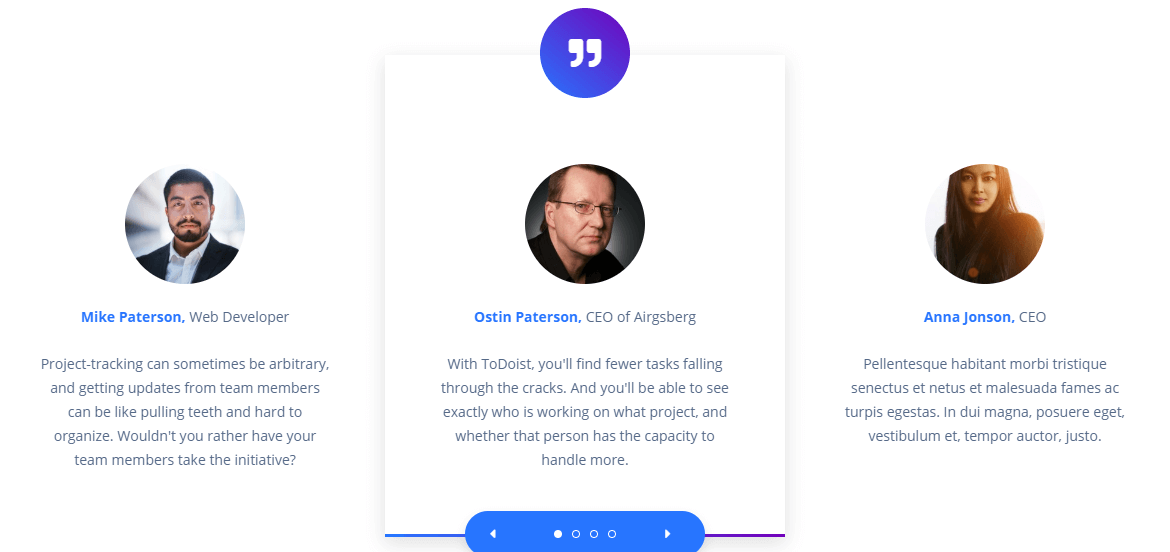 Mike Paterson, Web Developer
Project-tracking can sometimes be arbitrary,
and getting updates from team members
can be like pulling teeth and hard to
organize. Wouldn't you rather have your
team members take the initiative?
Ostin Paterson, CEO of Airgsberg
With ToDoist, you'll find fewer tasks falling
through the cracks. And you'll be able to see
exactly who is working on what project, and
whether that person has the capacity to
handle more.
Anna Jonson, CEO
Pellentesque habitant morbi tristique
senectus et netus et malesuada fames ac
turpis egestas. In dui magna, posuere eget,
vestibulum et, tempor auctor, justo.